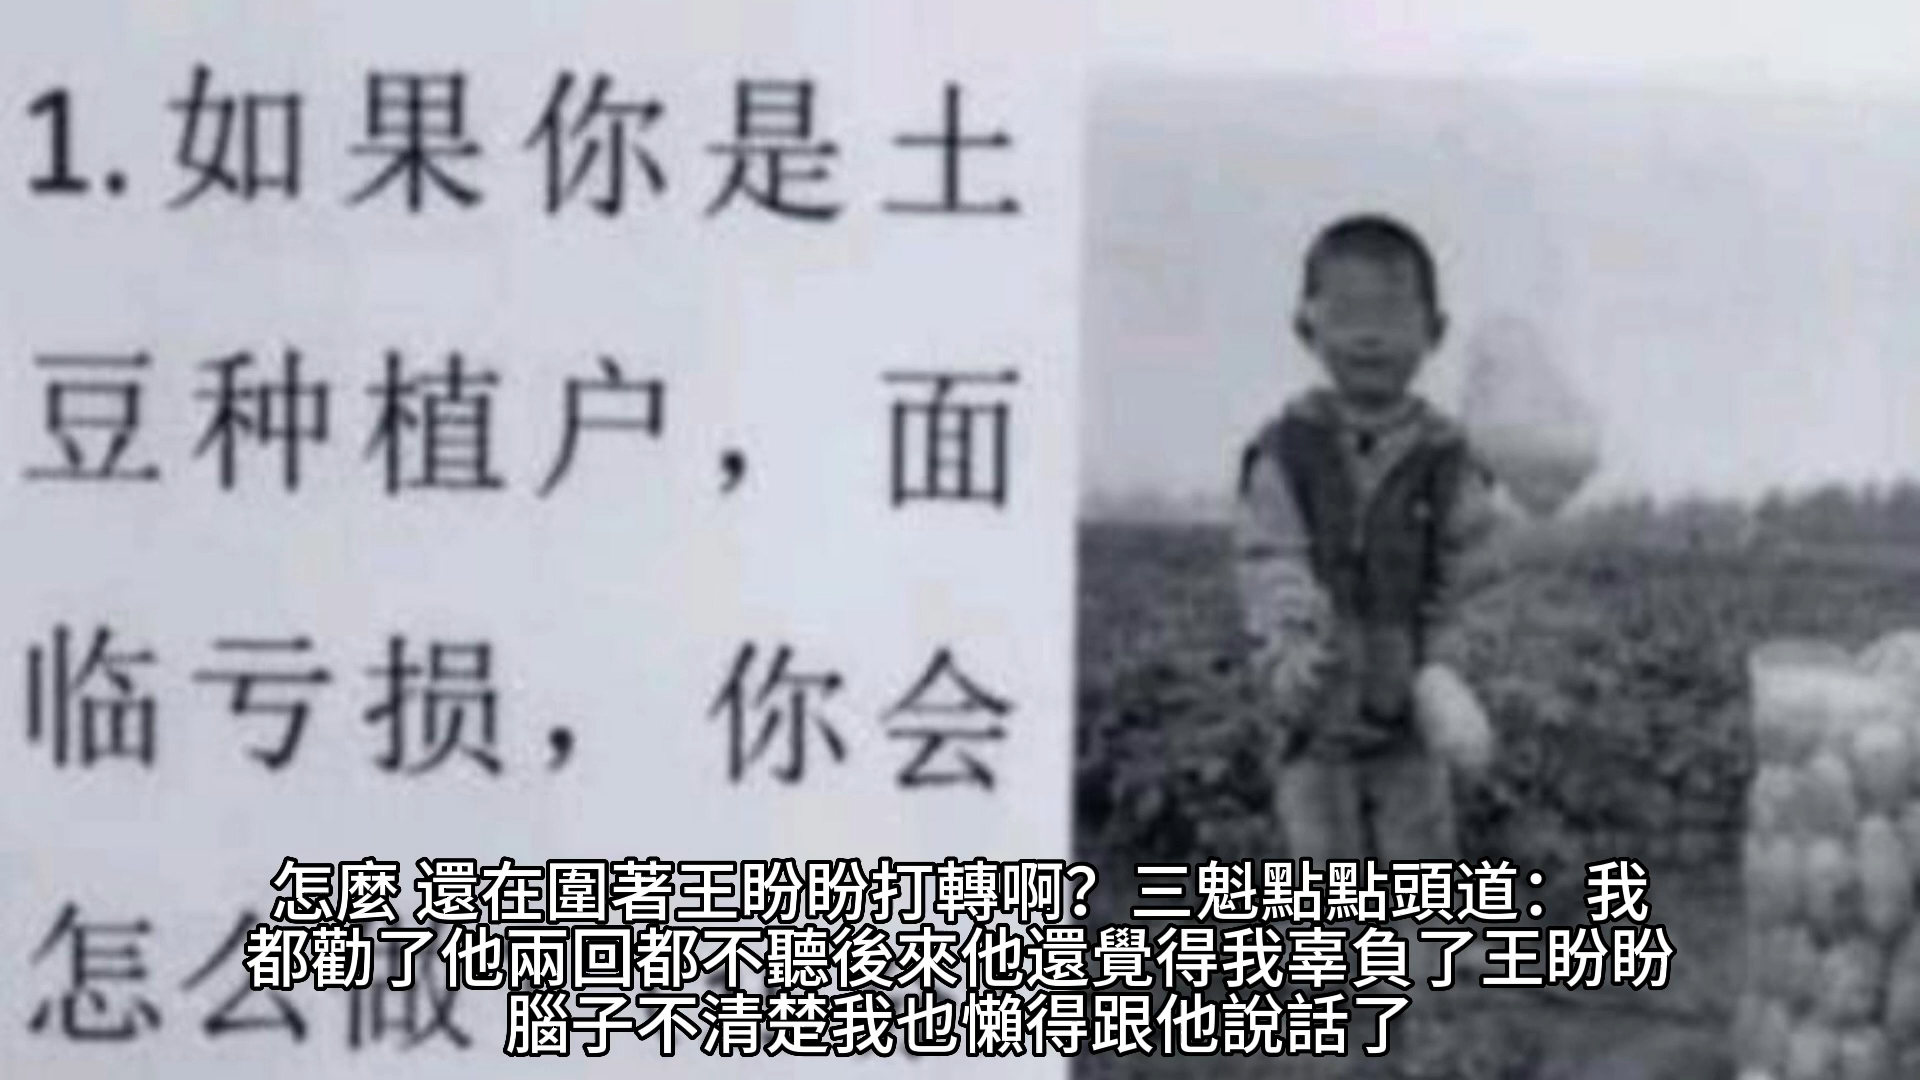 1.如果你是土
豆种植户，面
临亏损，你会
怎么做
怎麼 還在圍著王盼盼打轉啊？三魁點點頭道：我
都勸了他兩回都不聽後來他還覺得我辜負了王盼盼
腦子不清楚我也懶得跟他說話了